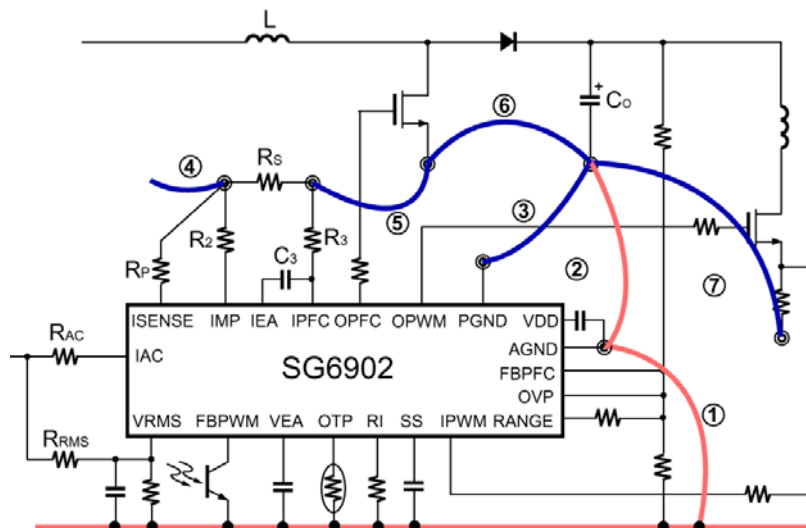 L
⑥
+
Co
④
Rs
③
⑤
R2
R3
RP
C3
②
⑦
ISENSE IMP IEA IPFC OPFC OPWM PGND VDD
RAC
IAC
AGND
SG6902
FBPFC
OVP
①
VRMS FBPWM VEA OTP RI SS IPWM RANGE
RRMS